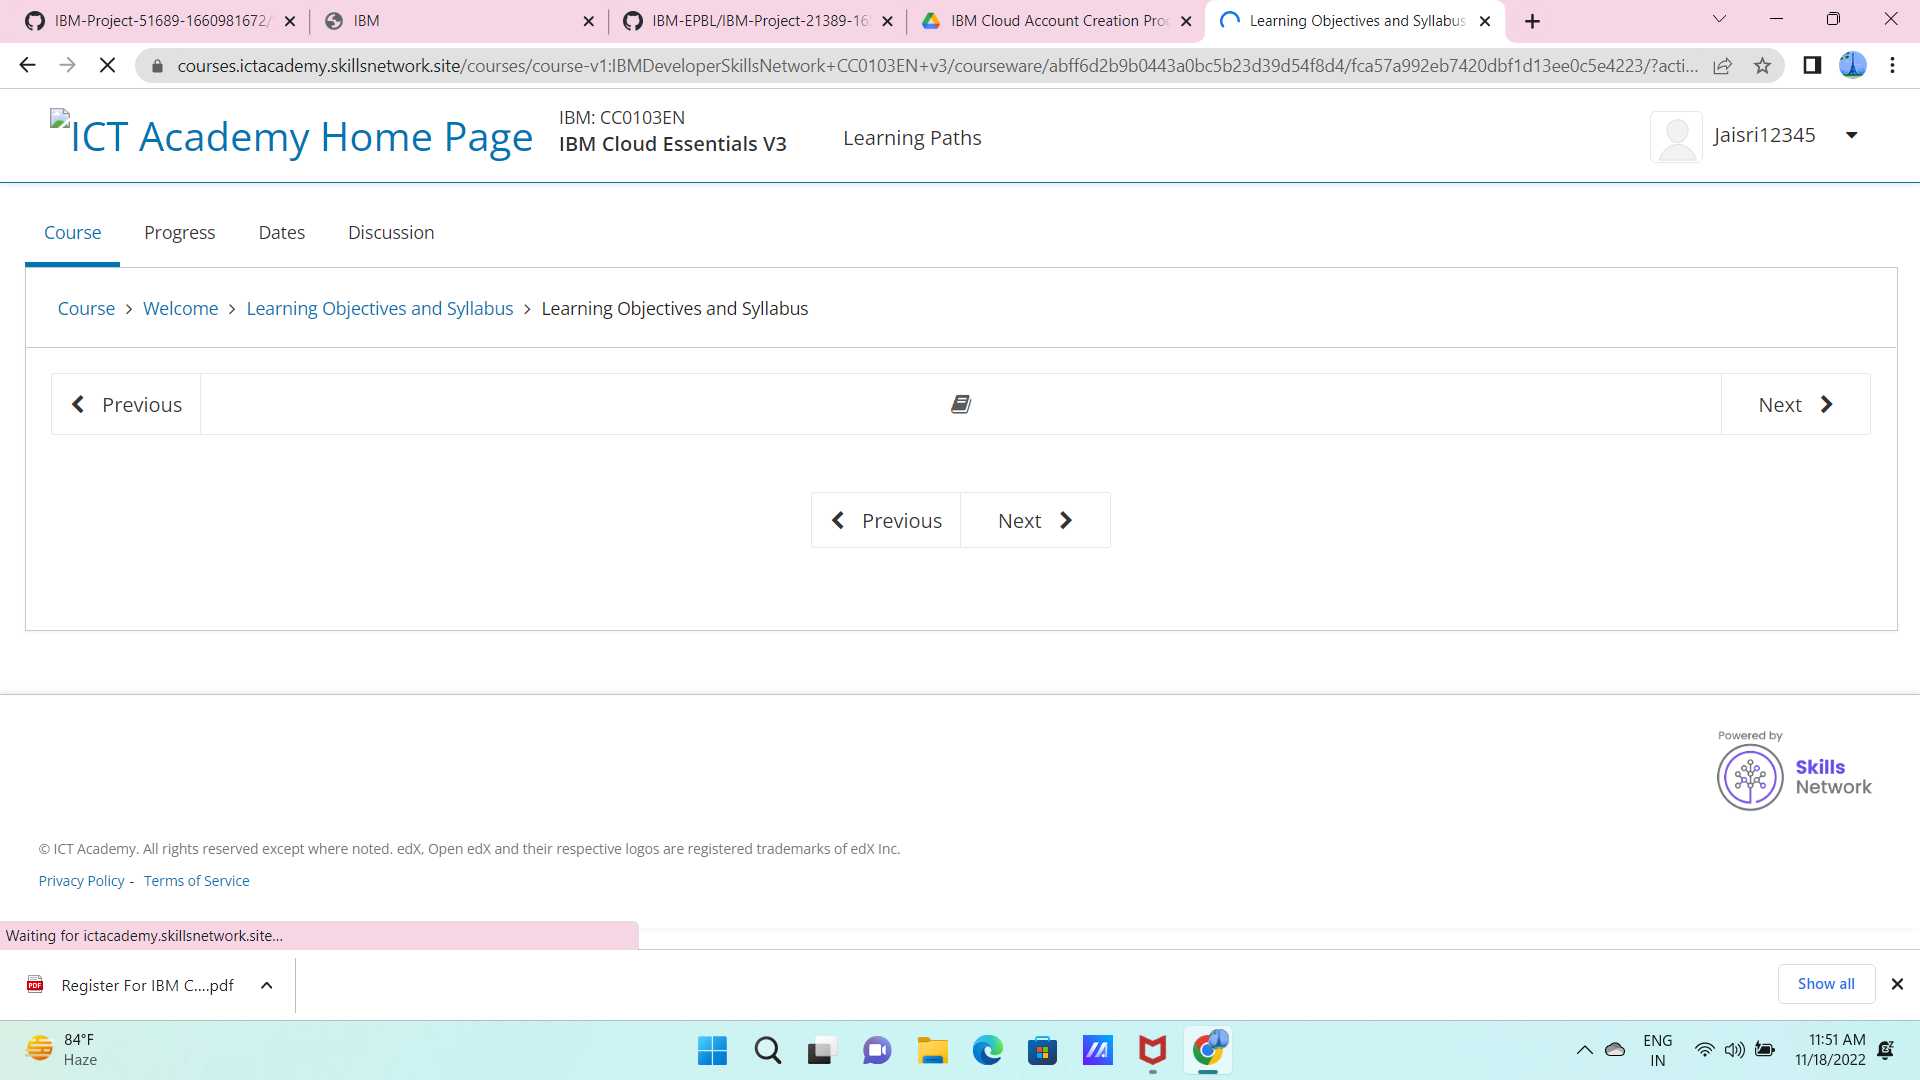 IBM-Project-51689-1660981672/
IBM
IBM-EPBL/IBM-Project-21389-16
IBM Cloud Account Creation Pro
Learning Objectives and Syllabus
courses.ictacademy.skillsnetwork.site/courses/course-v1:IBMDeveloperSkillsNetwork+CC0103EN+v3/courseware/abff6d2b9b0443a0bc5b23d39d54f8d4/fca57a992eb7420dbf1d13ee0c5e4223/?acti...
ICT Academy Home Page
IBM: CC0103EN
IBM Cloud Essentials V3
Learning Paths
Jaisri12345
Course Progress Dates Discussion
Course > Welcome > Learning Objectives and Syllabus > Learning Objectives and Syllabus
Previous
Next
Previous
Next
Powered by
Skills
Network
© ICT Academy. All rights reserved except where noted. edX, Open edX and their respective logos are registered trademarks of edX Inc.
Privacy Policy - Terms of Service
Waiting for ictacademy.skillsnetwork.site...
PDF
Register For IBM C....pdf
Show all
84°F
Haze
ENG
IN
11:51 AM
11/18/2022